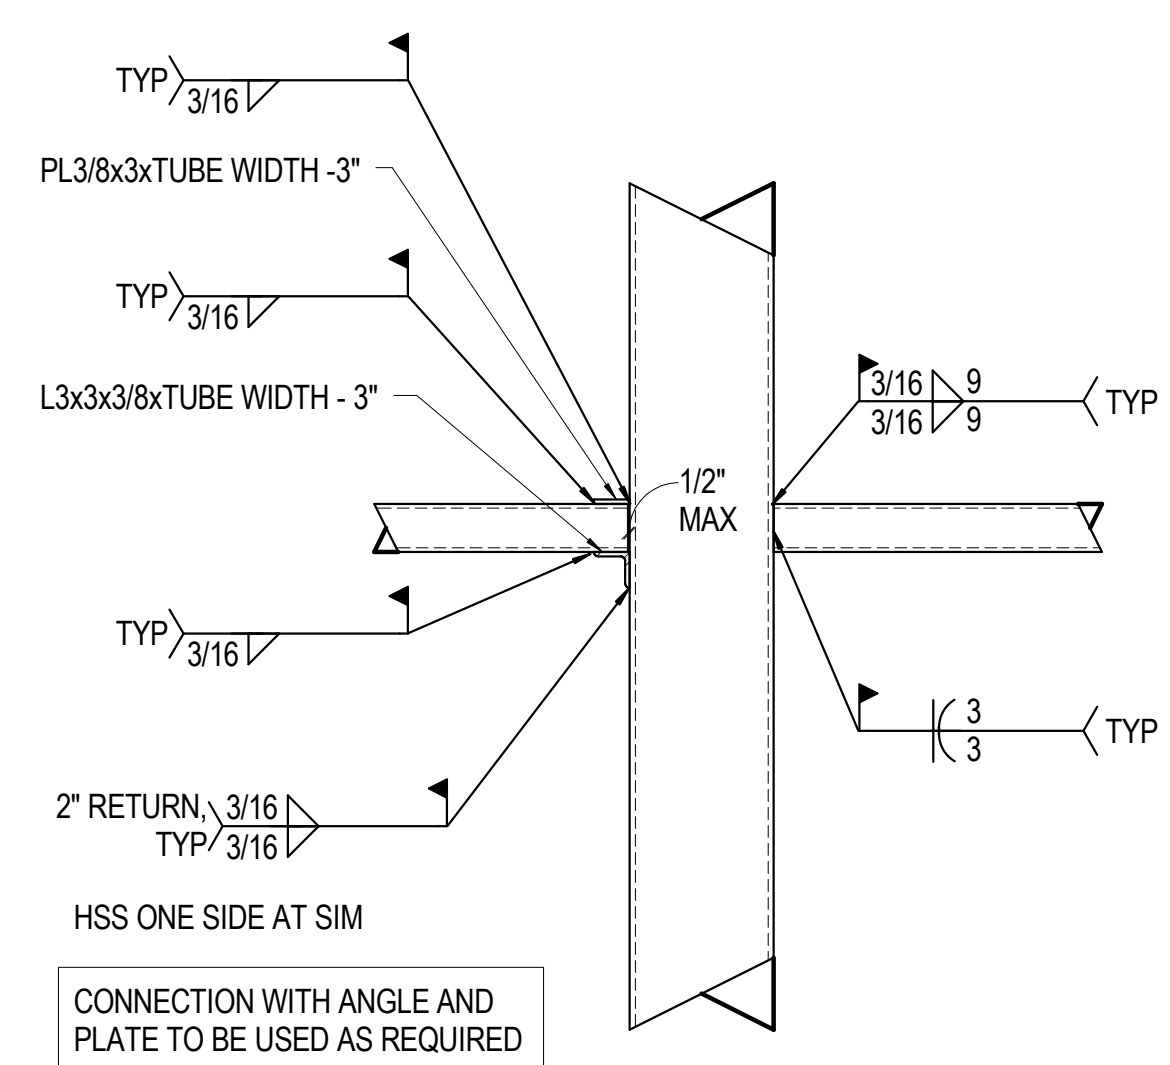 TYP
3/16
PL3/8x3xTUBE WIDTH -3"
TYP
3/16
L3x3x3/8xTUBE WIDTH - 3"
1/2"
MAX
3/16 9
3/16 9
TYP
TYP
3/16
3
3
TYP
2" RETURN,
TYP
3/16
3/16
HSS ONE SIDE AT SIM
CONNECTION WITH ANGLE AND
PLATE TO BE USED AS REQUIRED